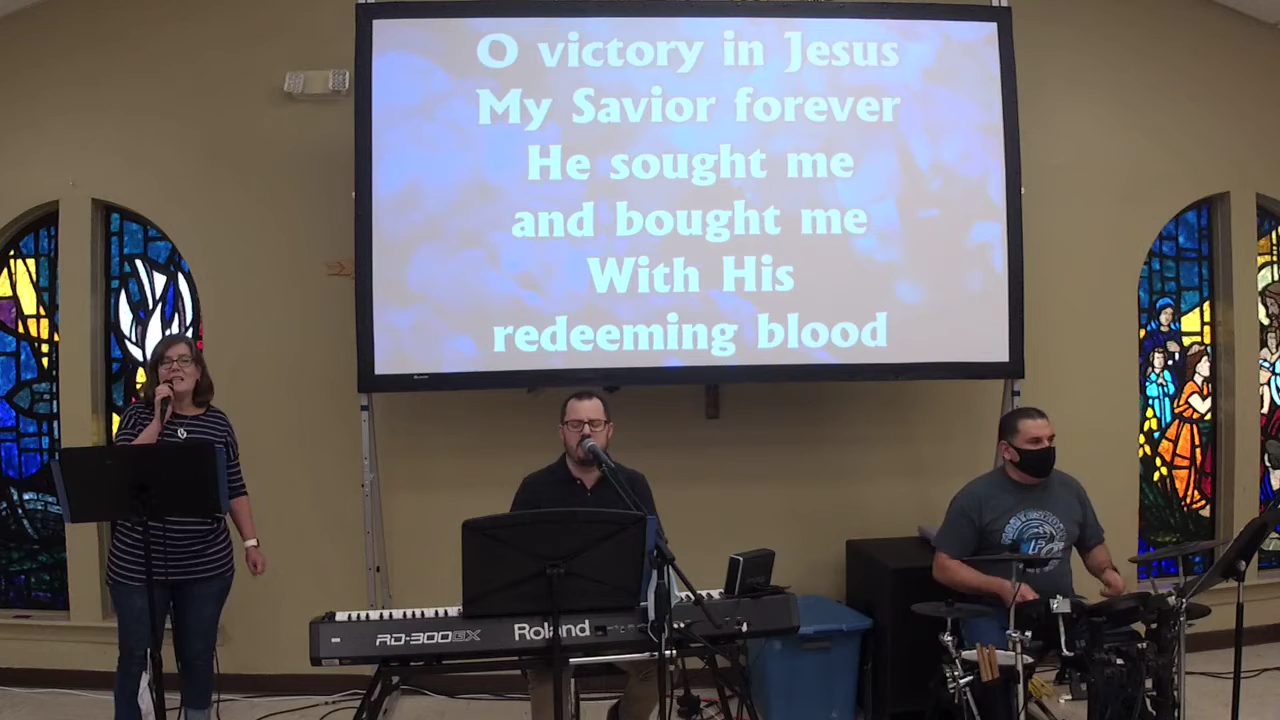 O victory in Jesus
My Savior forever
He sought me
and bought me
With His
redeeming blood
RD-300GX
Roland